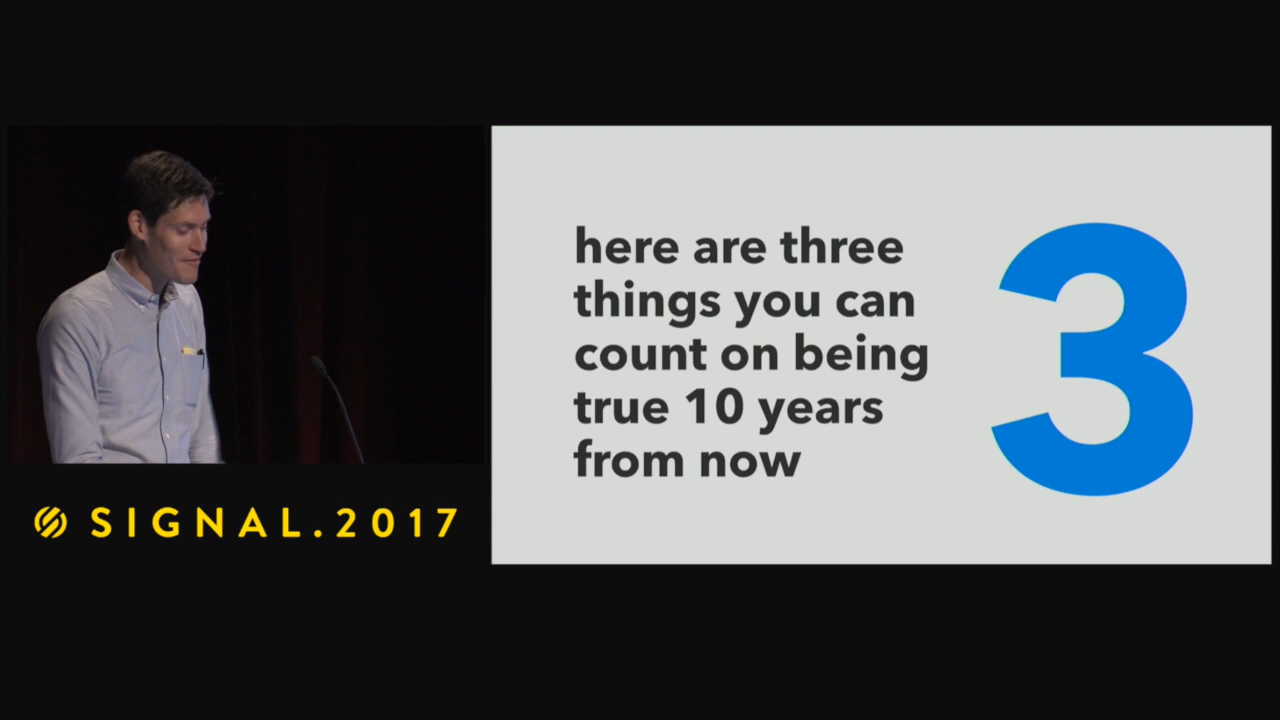 here are three
things you can
count on being
true 10 years
from now
3
SIGNAL.2017